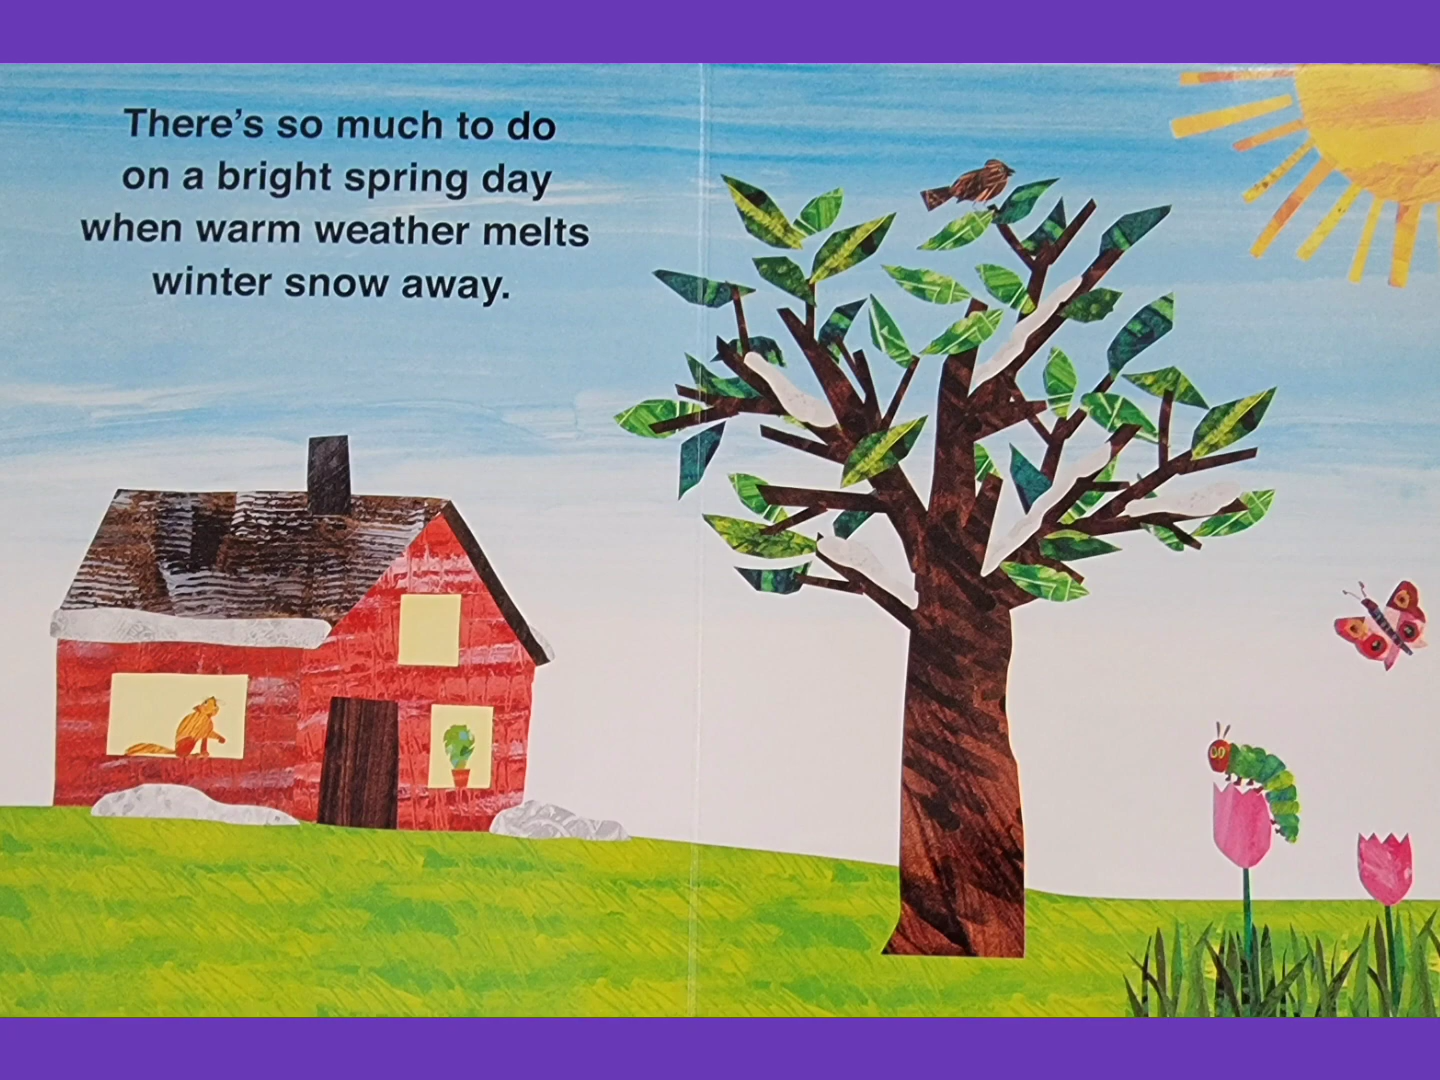 There's so much to do
on a bright spring day
when warm weather melts
winter snow away.